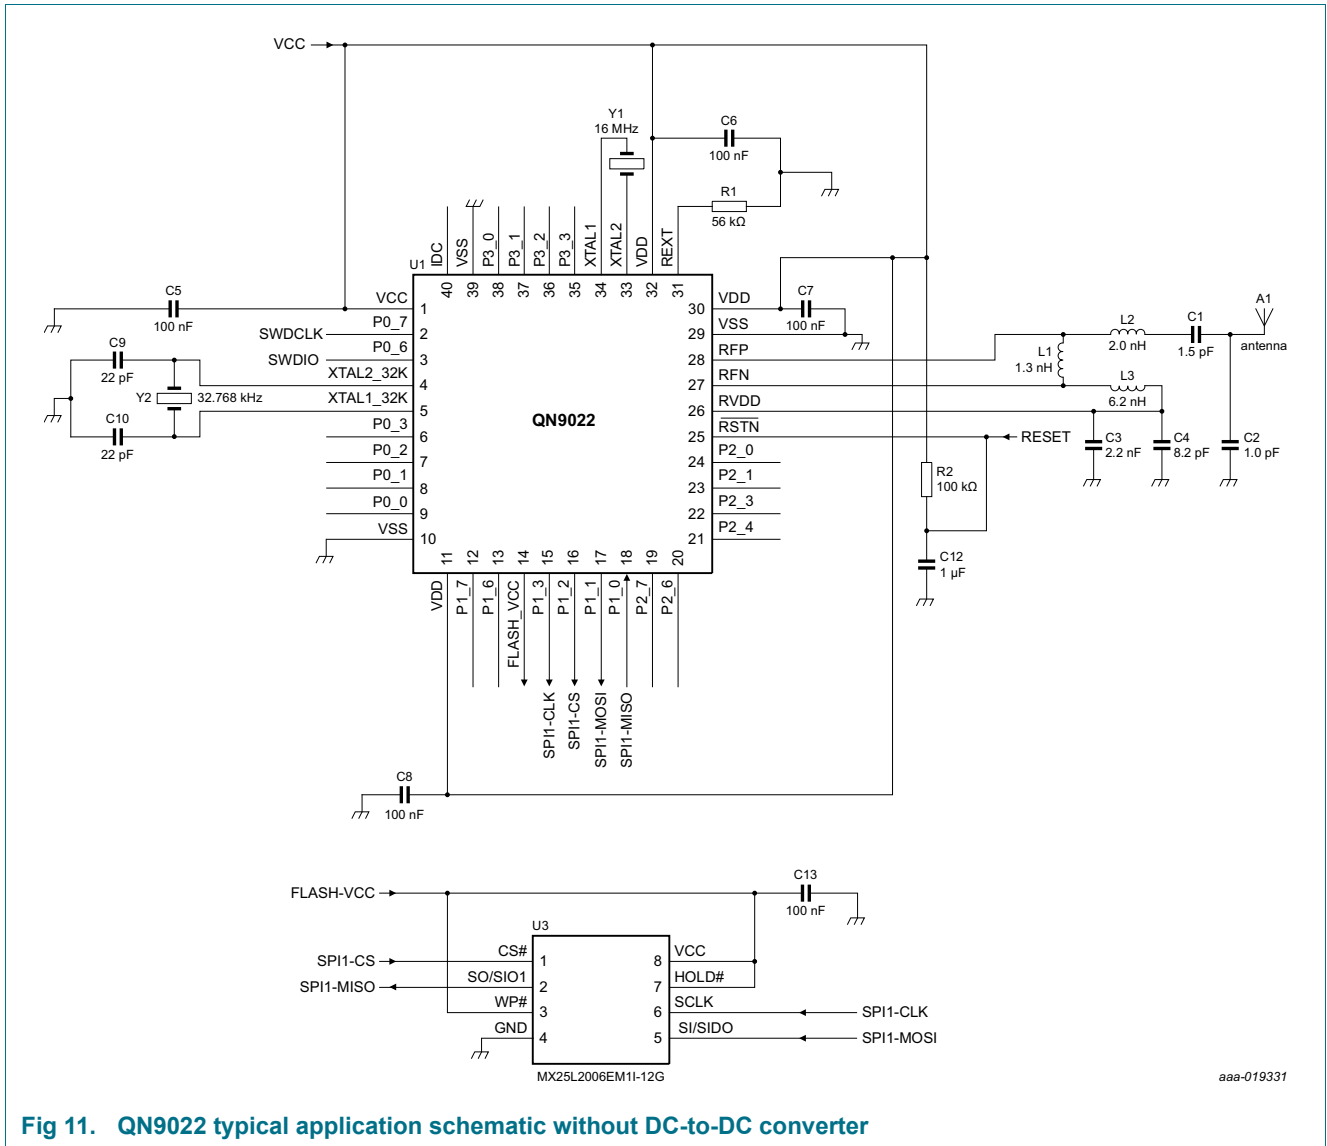 VCC
Y1
16 MHz
C6
100 nF
R1
56 kΩ
IDC
VSS
P3_0
P3_1
P3_2
P3_3
XTAL1
XTAL2
VDD
REXT
U1
40
39
38
37
36
35
34
33
32
31
C5
100 nF
VCC
1
P0_7
SWDCLK
2
P0_6
SWDIO
3
C9
22 pF
XTAL2_32K
4
Y2
32.768 kHz
XTAL1_32K
5
C10
22 pF
P0_3
6
P0_2
7
P0_1
8
P0_0
9
VSS
10
QN9022
30
VDD
C7
100 nF
29
VSS
28
RFP
27
RFN
26
RVDD
25
RSTN
RESET
24
P2_0
23
P2_1
22
P2_3
21
P2_4
L1
1.3 nH
L2
2.0 nH
C1
1.5 pF
A1
antenna
L3
6.2 nH
C3
2.2 nF
C4
8.2 pF
C2
1.0 pF
R2
100 kΩ
C12
1 µF
11
12
13
14
15
16
17
18
19
20
VDD
P1_7
P1_6
FLASH_VCC
P1_3
P1_2
P1_1
P1_0
P2_7
P2_6
SPI1-CLK
SPI1-CS
SPI1-MOSI
SPI1-MISO
C8
100 nF
FLASH-VCC
C13
100 nF
U3
SPI1-CS
CS#
1
8
VCC
SPI1-MISO
SO/SIO1
2
7
HOLD#
WP#
3
6
SCLK
SPI1-CLK
GND
4
5
SI/SIDO
SPI1-MOSI
MX25L2006EM1I-12G
aaa-019331
Fig 11. QN9022 typical application schematic without DC-to-DC converter